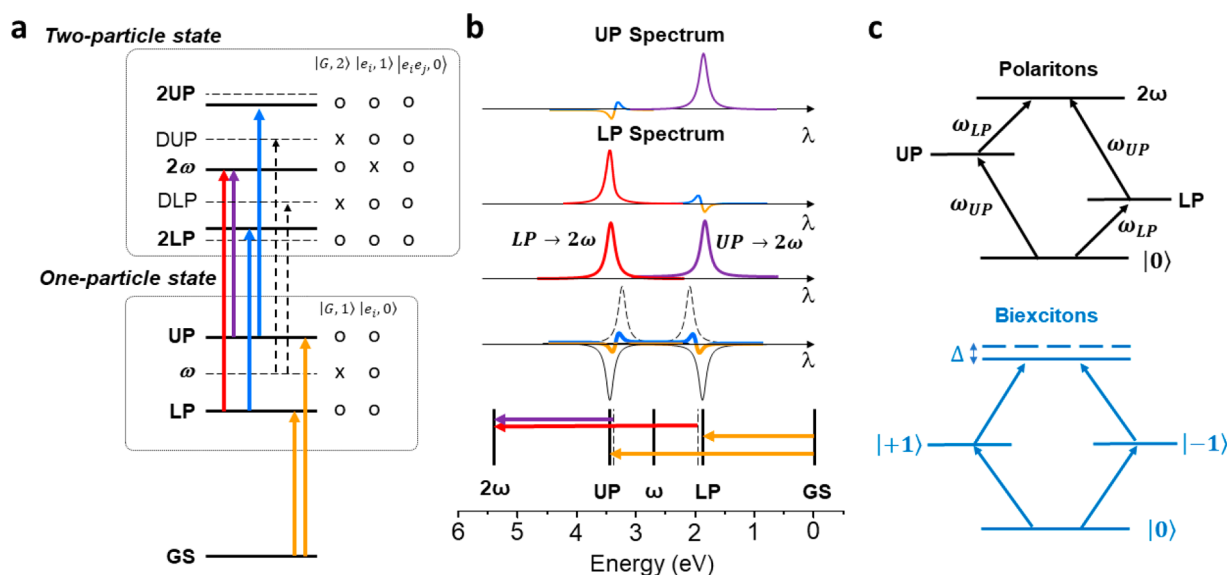 a
Two-particle state
|G, 2⟩ |e_i, 1⟩ |e_i e_j, 0⟩
2UP O O O
DUP X O O
2ω O X O
DLP X O O
2LP O O O
One-particle state
|G, 1⟩ |e_i, 0⟩
UP O O
ω X O
LP O O
GS
b
UP Spectrum
λ
LP Spectrum
λ
LP → 2ω UP → 2ω
λ
λ
2ω UP ω LP GS
6 5 4 3 2 1 0
Energy (eV)
c
Polaritons
2ω
ω_LP
UP ω_UP
LP
ω_UP ω_LP
|0⟩
Biexcitons
Δ
|+1⟩ |−1⟩
|0⟩